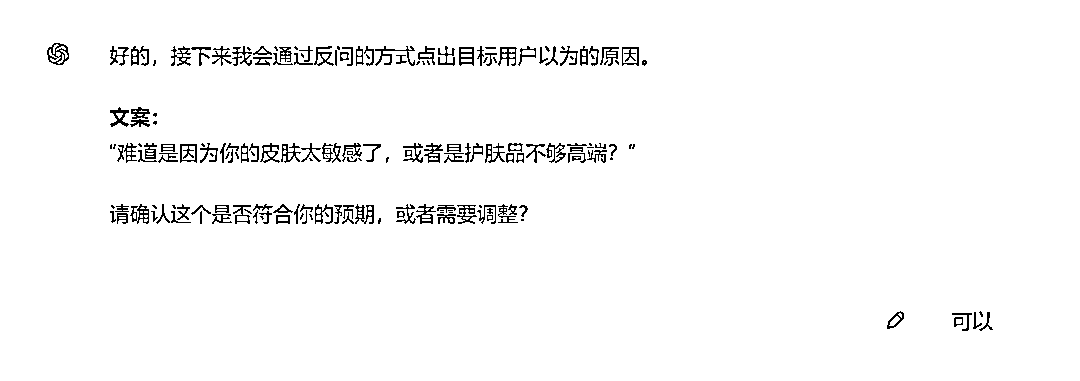 好的，接下来我会通过反问的方式点出目标用户以为的原因。
文案：
“难道是因为你的皮肤太敏感了，或者是护肤品不够高端？”
请确认这个是否符合你的预期，或者需要调整？
可以